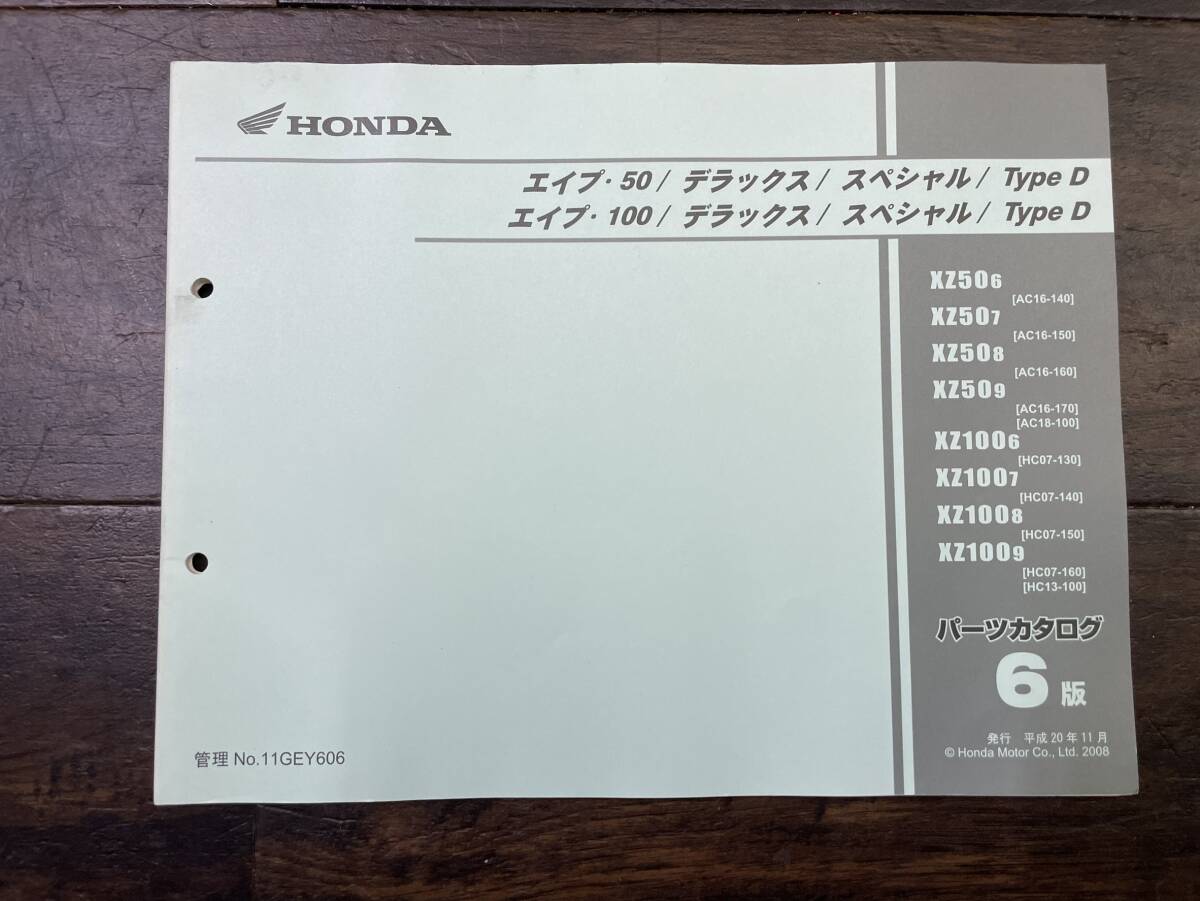 HONDA
エイプ・50/ デラックス/ スペシャル/ Type D
エイプ・100/ デラックス/ スペシャル/ Type D
XZ506
[AC16-140]
XZ507
[AC16-150]
XZ508
[AC16-160]
XZ509
[AC16-170]
[AC18-100]
XZ1006
[HC07-130]
XZ1007
[HC07-140]
XZ1008
[HC07-150]
XZ1009
[HC07-160]
[HC13-100]
パーツカタログ
6 版
発行 平成20年11月
© Honda Motor Co., Ltd. 2008
管理 No.11GEY606